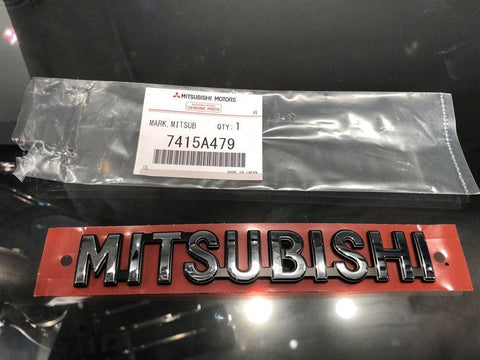 MITSUBISHI MOTORS
GENUINE PARTS
MARK, MITSUB QTY: 1
7415A479
MADE IN JAPAN
MITSUBISHI